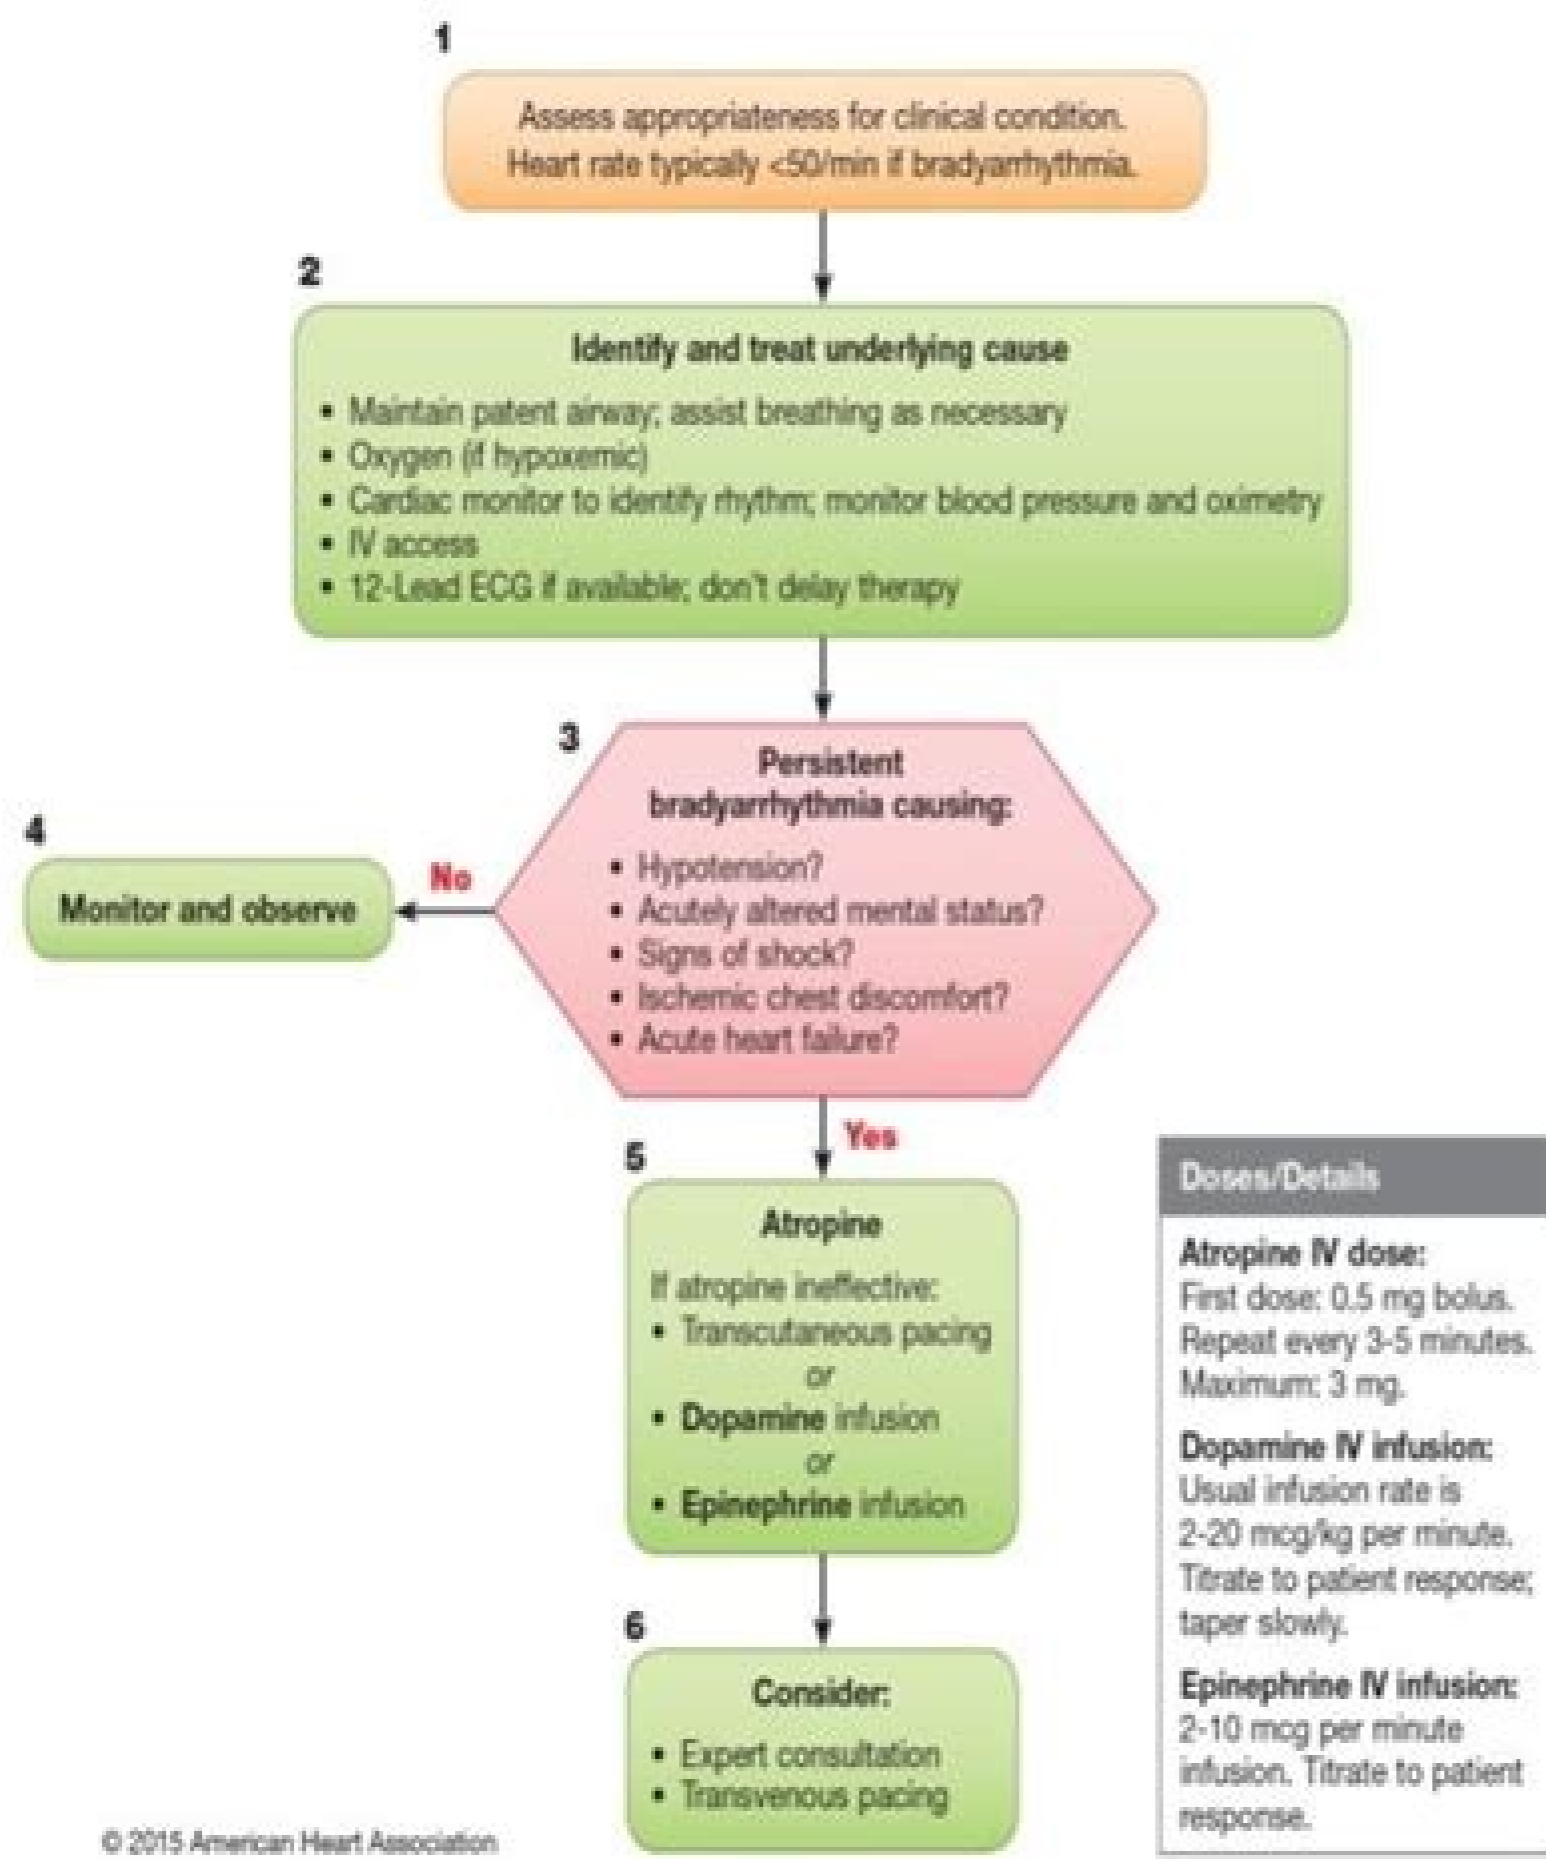 1
Assess appropriateness for clinical condition.
Heart rate typically <50/min if bradyarrhythmia.
2
Identify and treat underlying cause
• Maintain patent airway; assist breathing as necessary
• Oxygen (if hypoxemic)
• Cardiac monitor to identify rhythm; monitor blood pressure and oximetry
• IV access
• 12-Lead ECG if available; don't delay therapy
3
Persistent
bradyarrhythmia causing:
• Hypotension?
• Acutely altered mental status?
• Signs of shock?
• Ischemic chest discomfort?
• Acute heart failure?
4
No
Monitor and observe
Yes
5
Atropine
If atropine ineffective:
• Transcutaneous pacing
or
• Dopamine infusion
or
• Epinephrine infusion
6
Consider:
• Expert consultation
• Transvenous pacing
Doses/Details
Atropine IV dose:
First dose: 0.5 mg bolus.
Repeat every 3-5 minutes.
Maximum: 3 mg.
Dopamine IV infusion:
Usual infusion rate is
2-20 mcg/kg per minute.
Titrate to patient response;
taper slowly.
Epinephrine IV infusion:
2-10 mcg per minute
infusion. Titrate to patient
response.
© 2015 American Heart Association